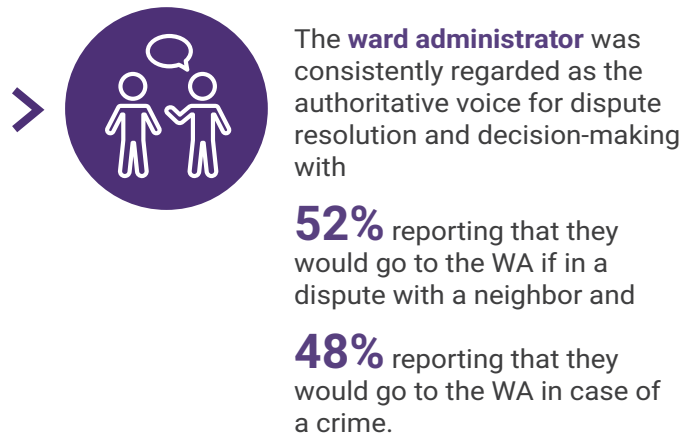 The ward administrator was
consistently regarded as the
authoritative voice for dispute
resolution and decision-making
with
52% reporting that they
would go to the WA if in a
dispute with a neighbor and
48% reporting that they
would go to the WA in case of
a crime.